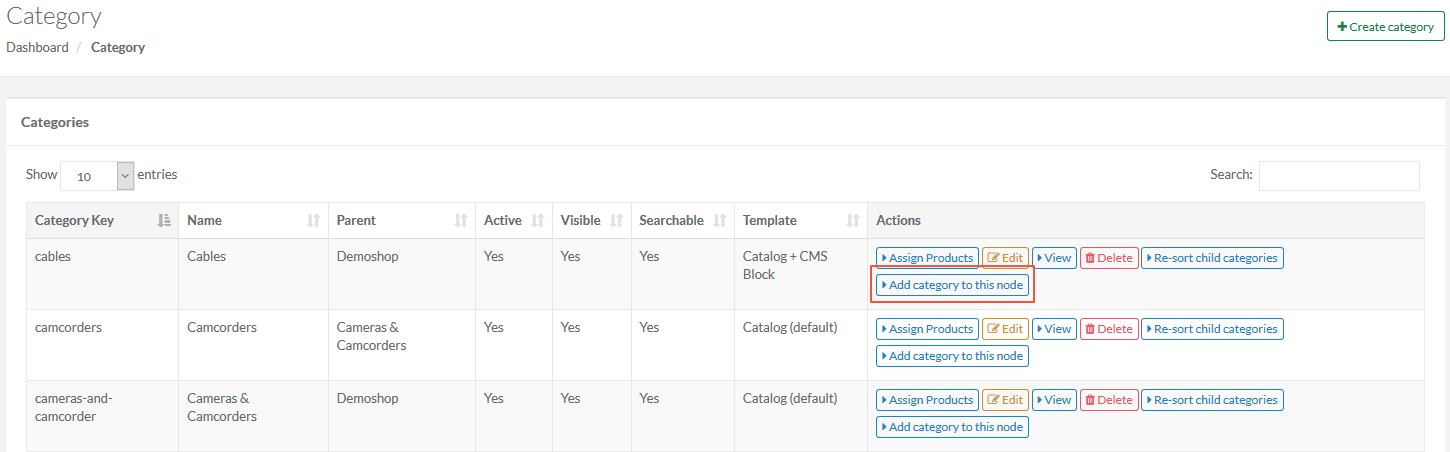 Category
Create category
Dashboard / Category
Categories
Show 10 entries
Search:
Category Key Name Parent Active Visible Searchable Template Actions
cables Cables Demoshop Yes Yes Yes Catalog + CMS Assign Products Edit View Delete Re-sort child categories
Block Add category to this node
camcorders Camcorders Cameras & Yes Yes Yes Catalog (default) Assign Products Edit View Delete Re-sort child categories
Camcorders Add category to this node
cameras-and- Cameras & Demoshop Yes Yes Yes Catalog (default) Assign Products Edit View Delete Re-sort child categories
camcorder Camcorders Add category to this node